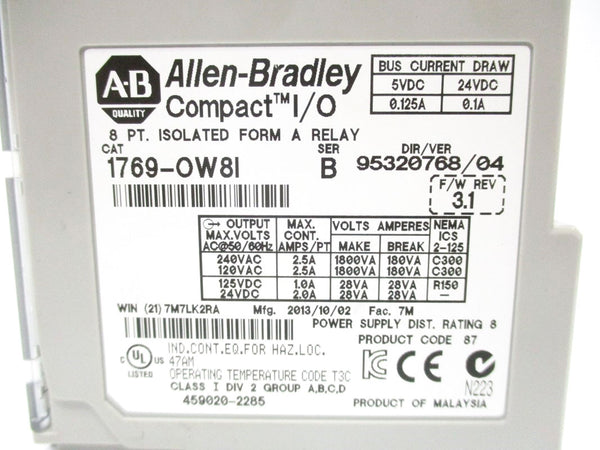 A-B
QUALITY
Allen-Bradley
Compact™ I/O
BUS CURRENT DRAW
5VDC 24VDC
0.125A 0.1A
8 PT. ISOLATED FORM A RELAY
CAT SER DIR/VER
1769-OW8I B 95320768/04
F/W REV
3.1
OUTPUT MAX. VOLTS AMPERES NEMA
MAX.VOLTS CONT. ICS
AC@50/60Hz AMPS/PT MAKE BREAK 2-125
240VAC 2.5A 1800VA 180VA C300
120VAC 2.5A 1800VA 180VA C300
125VDC 1.0A 28VA 28VA R150
24VDC 2.0A 28VA 28VA —
WIN (21) 7M7LK2RA Mfg. 2013/10/02 Fac. 7M
POWER SUPPLY DIST. RATING 8
PRODUCT CODE 87
C UL US
LISTED
IND.CONT.EQ.FOR HAZ.LOC.
47AM
OPERATING TEMPERATURE CODE T3C
CLASS I DIV 2 GROUP A,B,C,D
459020-2285
KC CE
N223
PRODUCT OF MALAYSIA